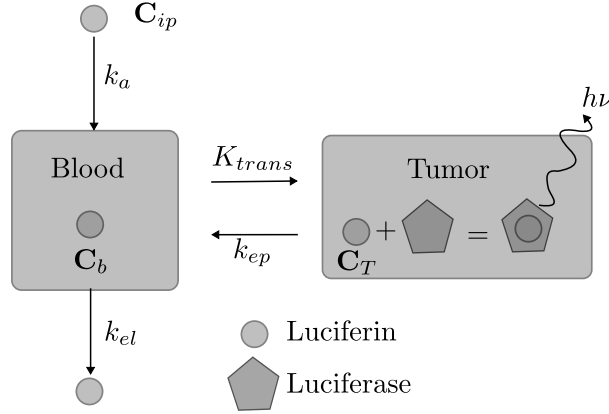 C_ip
k_a
hν
Blood
K_trans
Tumor
+ =
C_b
k_ep
C_T
k_el
Luciferin
Luciferase